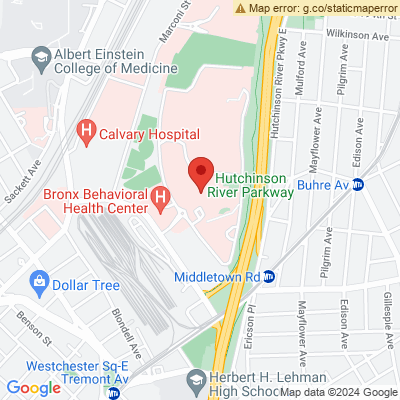 Map error: g.co/staticmaperror
Wilkinson Ave
Marconi St
Albert Einstein
College of Medicine
Hutchinson River Pkwy E
Mulford Ave
Pilgrim Ave
Mayflower Ave
Edison Ave
Calvary Hospital
Sackett Ave
Hutchinson
River Parkway
Buhre Av
Bronx Behavioral
Health Center
Pilgrim Ave
Middletown Rd
Dollar Tree
Benson St
Blondell Ave
Ericson Pl
Mayflower Ave
Edison Ave
Gillespie Ave
Westchester Sq-E
Tremont Av
Herbert H. Lehman
High School
Google
Map data ©2024 Google